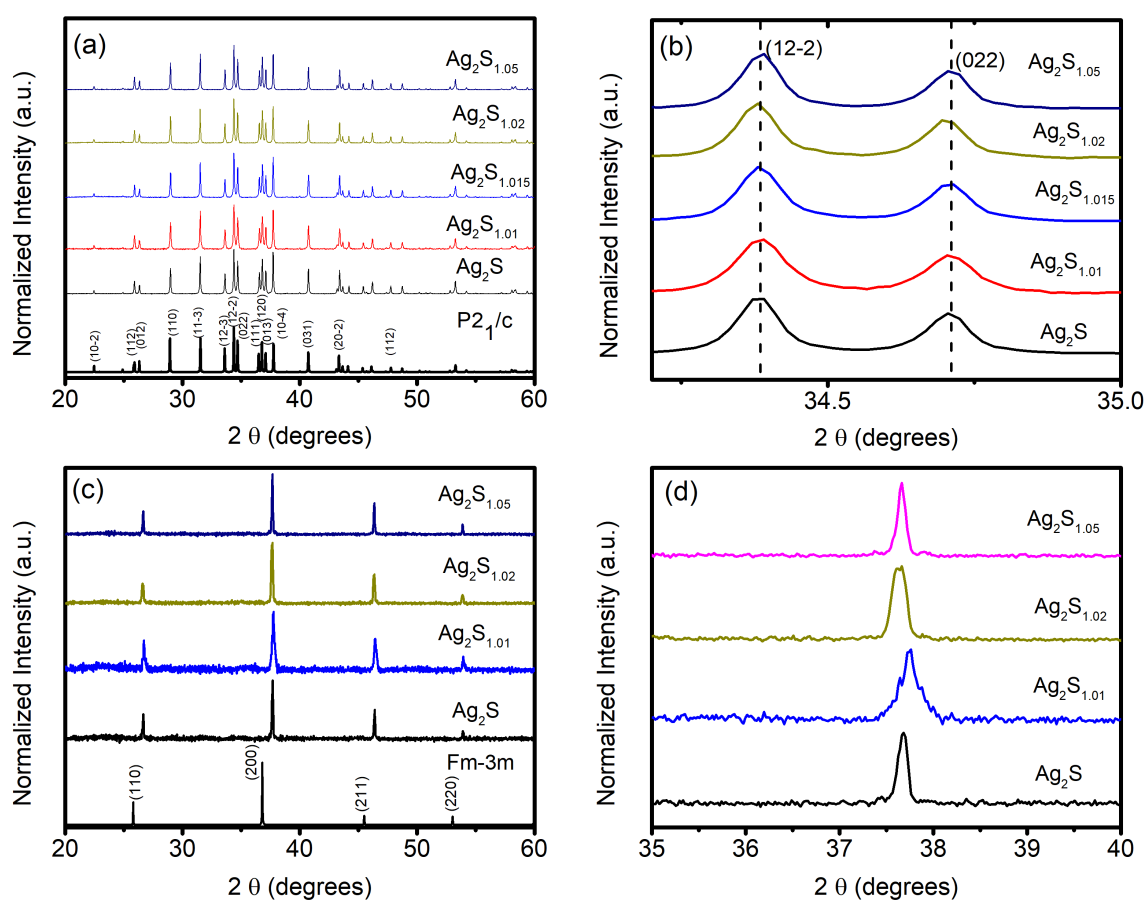 (a)
Ag2S1.05
Ag2S1.02
Ag2S1.015
Ag2S1.01
Ag2S
P21/c
(10-2)
(112)
(012)
(110)
(11-3)
(12-3)
(12-2)
(022)
(111)
(120)
(013)
(10-4)
(031)
(20-2)
(112)
20 30 40 50 60
2 θ (degrees)
Normalized Intensity (a.u.)
(b)
(12-2)
(022)
Ag2S1.05
Ag2S1.02
Ag2S1.015
Ag2S1.01
Ag2S
34.5 35.0
2 θ (degrees)
Normalized Intensity (a.u.)
(c)
Ag2S1.05
Ag2S1.02
Ag2S1.01
Ag2S
Fm-3m
(110)
(200)
(211)
(220)
20 30 40 50 60
2 θ (degrees)
Normalized Intensity (a.u.)
(d)
Ag2S1.05
Ag2S1.02
Ag2S1.01
Ag2S
35 36 37 38 39 40
2 θ (degrees)
Normalized Intensity (a.u.)